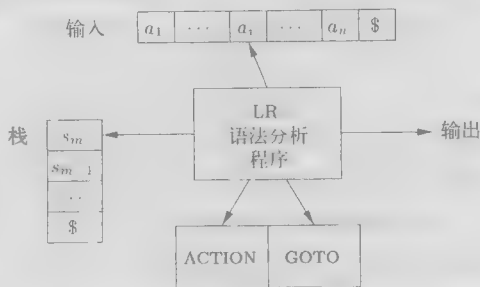 输入 a₁ ··· aᵢ ··· aₙ $
LR
语法分析
程序
栈
输出
sₘ
sₘ₋₁
··
$
ACTION GOTO